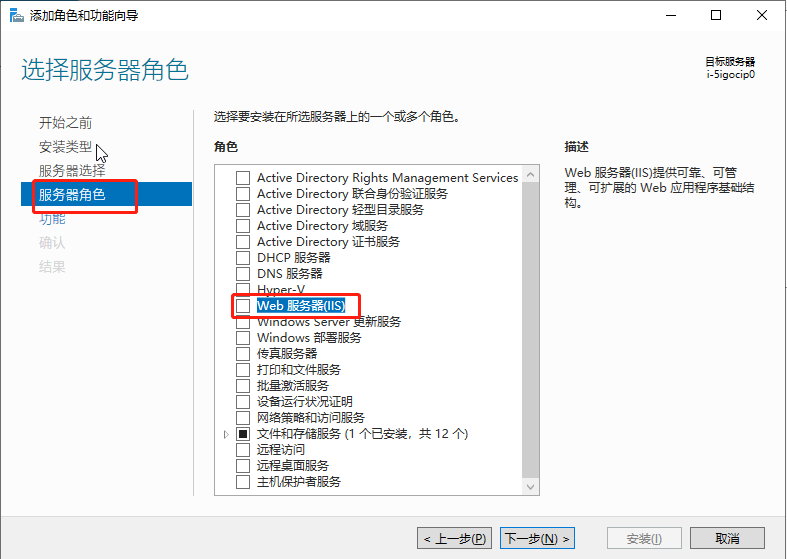 添加角色和功能向导
选择服务器角色
目标服务器
i-5igocip0
开始之前
安装类型
服务器选择
服务器角色
功能
确认
结果
选择要安装在所选服务器上的一个或多个角色。
角色
Active Directory Rights Management Services
Active Directory 联合身份验证服务
Active Directory 轻型目录服务
Active Directory 域服务
Active Directory 证书服务
DHCP 服务器
DNS 服务器
Hyper-V
Web 服务器(IIS)
Windows Server 更新服务
Windows 部署服务
传真服务器
打印和文件服务
批量激活服务
设备运行状况证明
网络策略和访问服务
文件和存储服务 (1 个已安装，共 12 个)
远程访问
远程桌面服务
主机保护者服务
描述
Web 服务器(IIS)提供可靠、可管
理、可扩展的 Web 应用程序基础结
构。
< 上一步(P)
下一步(N) >
安装(I)
取消